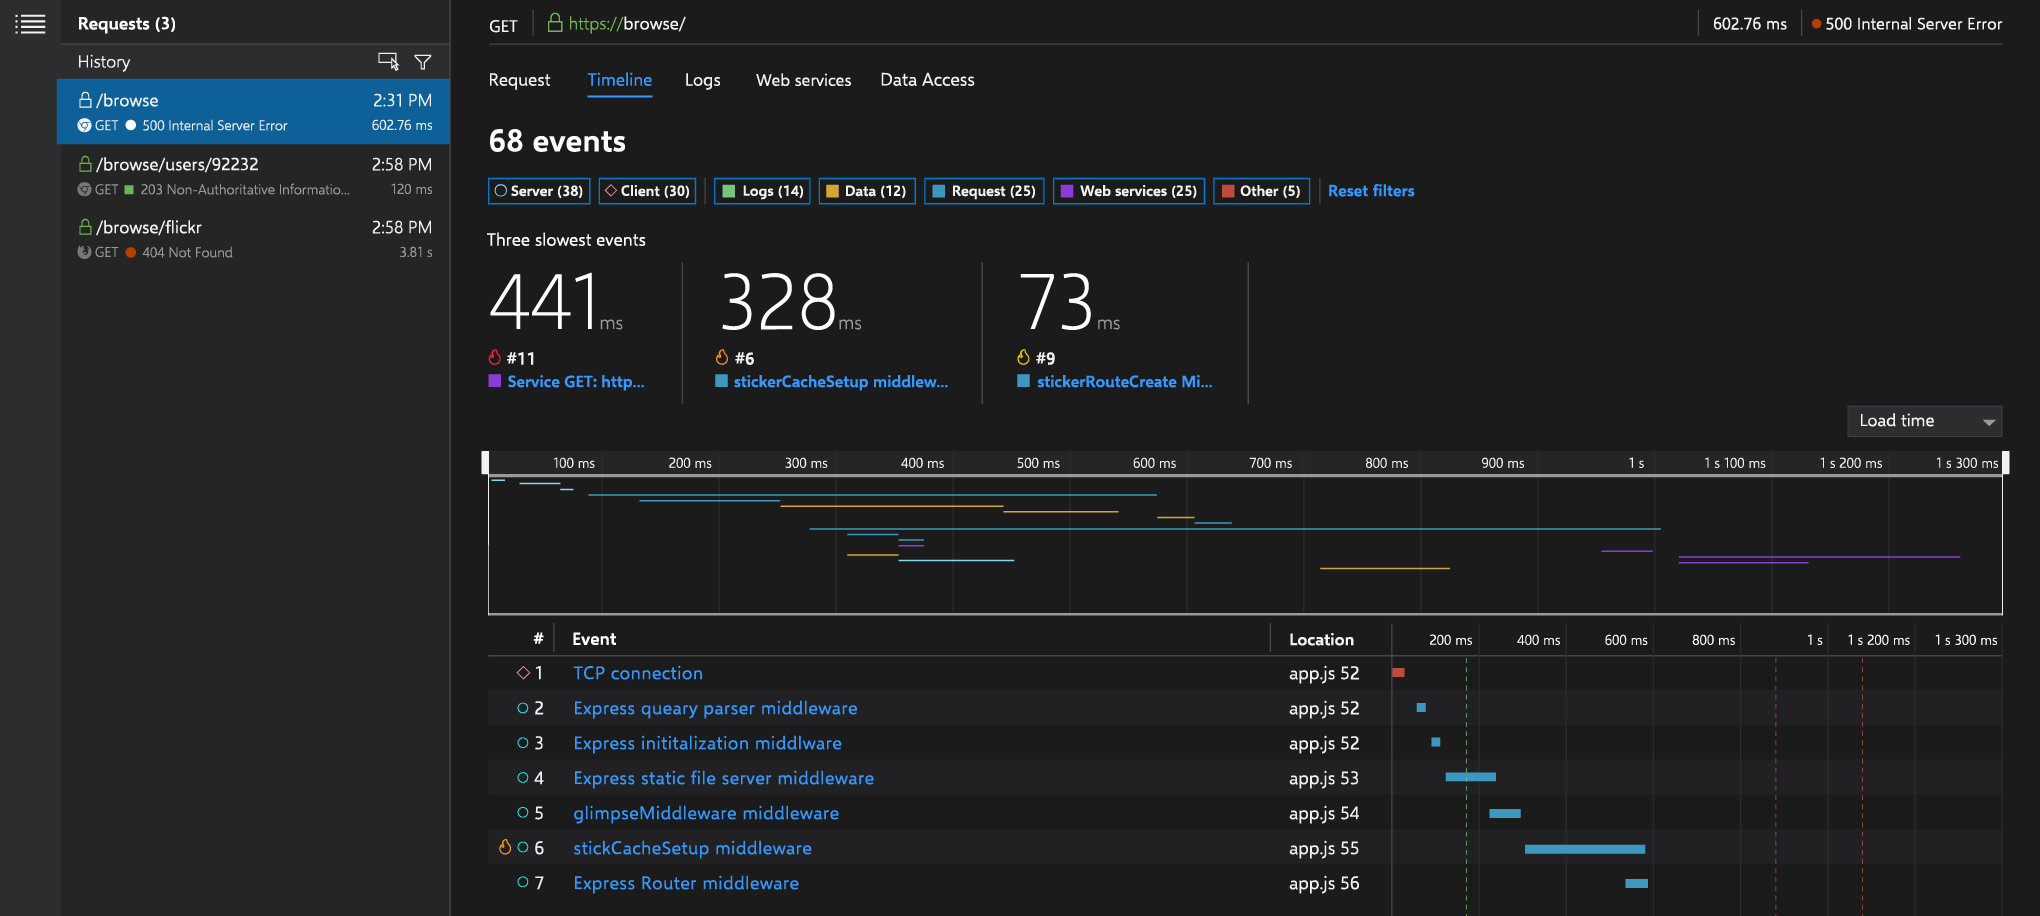 Requests (3)
GET https://browse/ 602.76 ms 500 Internal Server Error
History
/browse 2:31 PM
GET 500 Internal Server Error 602.76 ms
/browse/users/92232 2:58 PM
GET 203 Non-Authoritative Informatio... 120 ms
/browse/flickr 2:58 PM
GET 404 Not Found 3.81 s
Request Timeline Logs Web services Data Access
68 events
Server (38) Client (30) Logs (14) Data (12) Request (25) Web services (25) Other (5) Reset filters
Three slowest events
441 ms 328 ms 73 ms
#11 #6 #9
Service GET: http... stickerCacheSetup middlew... stickerRouteCreate Mi...
Load time
100 ms 200 ms 300 ms 400 ms 500 ms 600 ms 700 ms 800 ms 900 ms 1 s 1 s 100 ms 1 s 200 ms 1 s 300 ms
# Event Location 200 ms 400 ms 600 ms 800 ms 1 s 1 s 200 ms 1 s 300 ms
1 TCP connection app.js 52
2 Express queary parser middleware app.js 52
3 Express inititalization middlware app.js 52
4 Express static file server middleware app.js 53
5 glimpseMiddleware middleware app.js 54
6 stickCacheSetup middleware app.js 55
7 Express Router middleware app.js 56